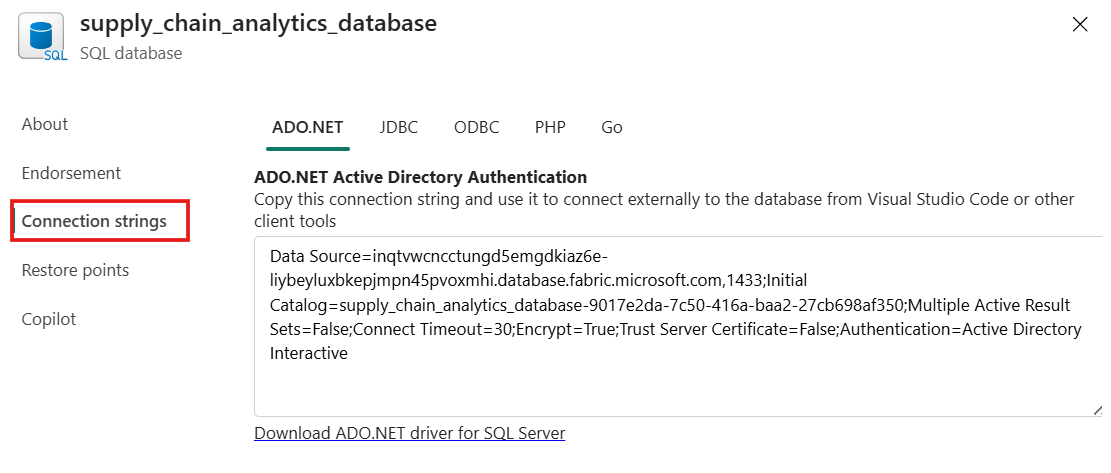 supply_chain_analytics_database
SQL
SQL database
About
Endorsement
Connection strings
Restore points
Copilot
ADO.NET JDBC ODBC PHP Go
ADO.NET Active Directory Authentication
Copy this connection string and use it to connect externally to the database from Visual Studio Code or other
client tools
Data Source=inqtvwcncctungd5emgdkiaz6e-
liybeyluxbkepjmpn45pvoxmhi.database.fabric.microsoft.com,1433;Initial
Catalog=supply_chain_analytics_database-9017e2da-7c50-416a-baa2-27cb698af350;Multiple Active Result
Sets=False;Connect Timeout=30;Encrypt=True;Trust Server Certificate=False;Authentication=Active Directory
Interactive
Download ADO.NET driver for SQL Server